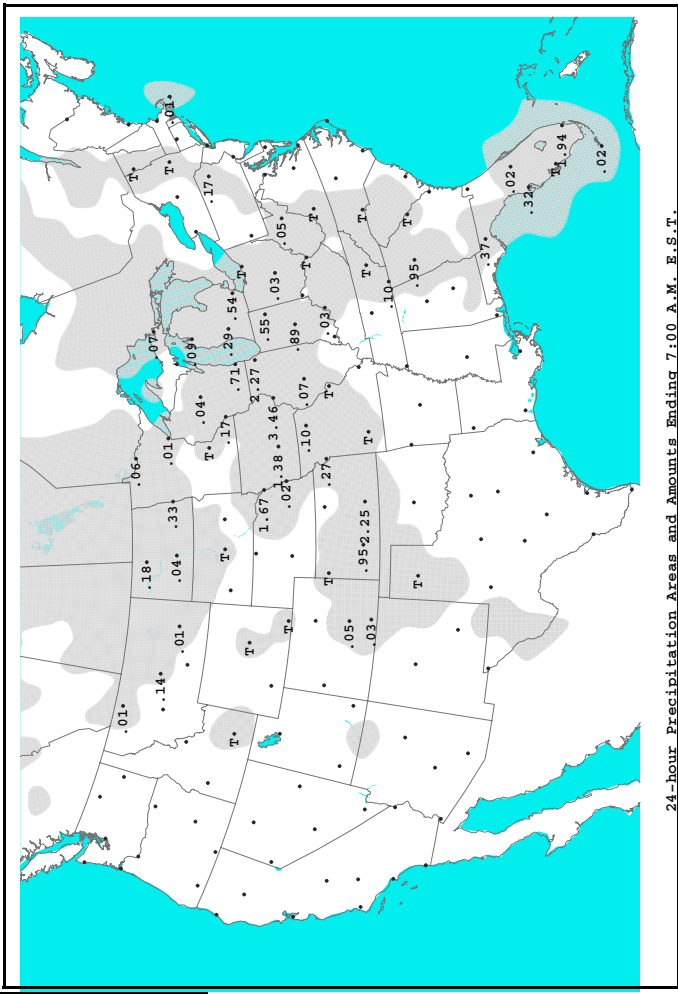 .01
T
.06
.18
.07
.14
.01
T
.01
.33
.04
.01
.09
.04
T
.17
T
.17
.29
.54
T
.71
T
T
2.27
1.67
.55
3.46
.03
1.38
.05
.02
T
.89
.07
.10
T
T
.03
.27
T
T
.05
T
.95
2.25
T
T
.03
.10
T
.95
T
.37
.02
.32
T
1.94
.02
24-hour Precipitation Areas and Amounts Ending 7:00 A.M. E.S.T.